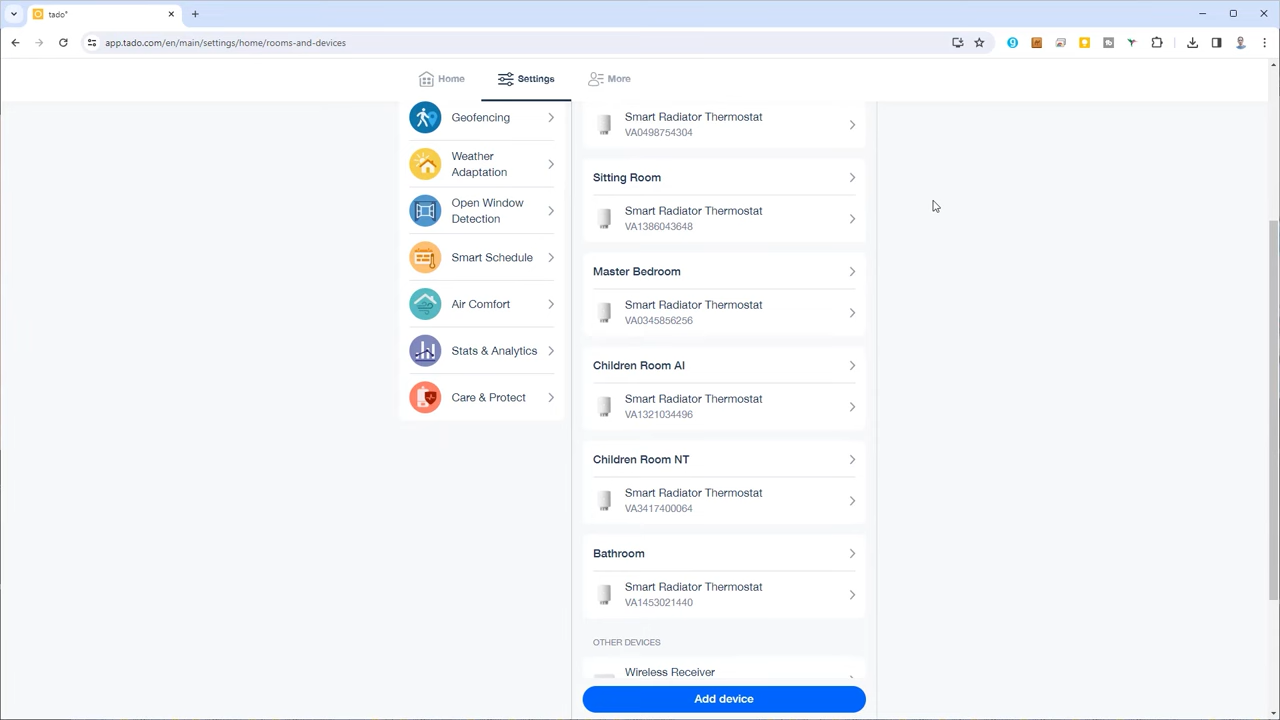 tado°
app.tado.com/en/main/settings/home/rooms-and-devices
Home
Settings
More
Geofencing
Weather
Adaptation
Open Window
Detection
Smart Schedule
Air Comfort
Stats & Analytics
Care & Protect
Smart Radiator Thermostat
VA0498754304
Sitting Room
Smart Radiator Thermostat
VA1386043648
Master Bedroom
Smart Radiator Thermostat
VA0345856256
Children Room AI
Smart Radiator Thermostat
VA1321034496
Children Room NT
Smart Radiator Thermostat
VA3417400064
Bathroom
Smart Radiator Thermostat
VA1453021440
OTHER DEVICES
Wireless Receiver
Add device